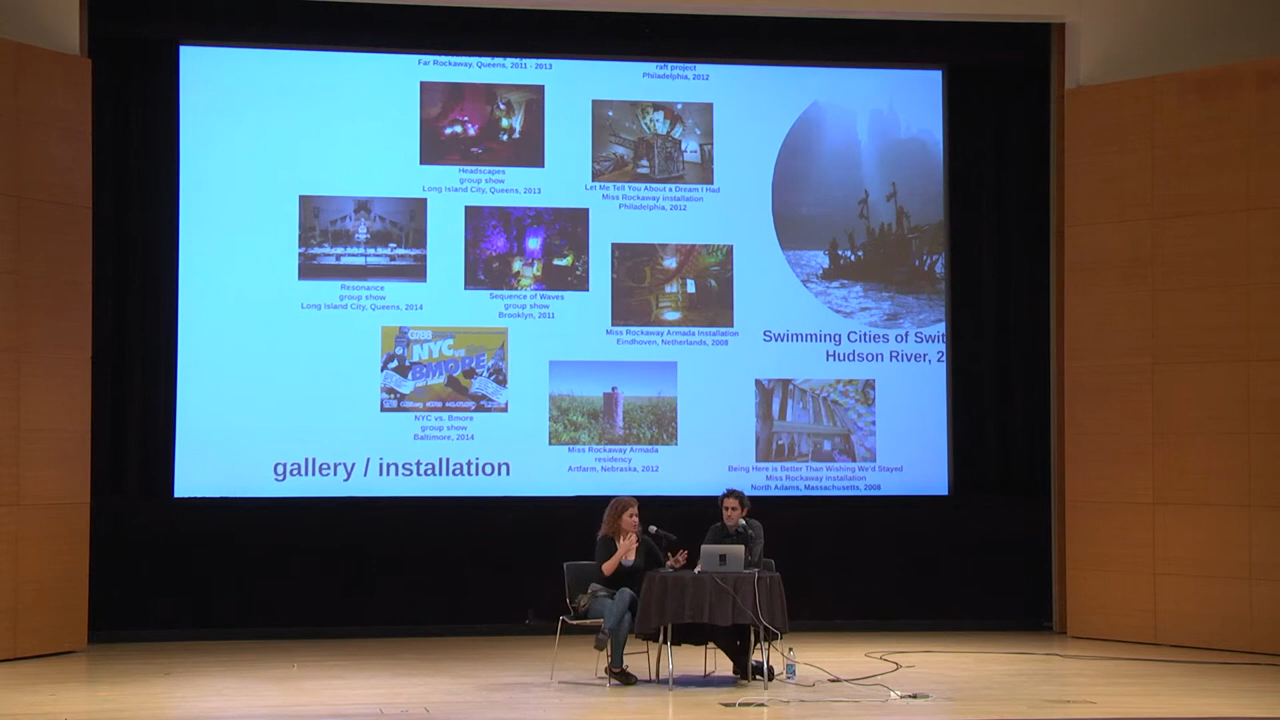 Far Rockaway, Queens, 2011 - 2013
raft project
Philadelphia, 2012
Headscapes
group show
Long Island City, Queens, 2013
Let Me Tell You About a Dream I Had
Miss Rockaway installation
Philadelphia, 2012
Resonance
group show
Long Island City, Queens, 2014
Sequence of Waves
group show
Brooklyn, 2011
Miss Rockaway Armada Installation
Eindhoven, Netherlands, 2008
Swimming Cities of Swit
Hudson River, 2
NYC
vs.
BMORE
NYC vs. Bmore
group show
Baltimore, 2014
Miss Rockaway Armada
residency
Artfarm, Nebraska, 2012
Being Here is Better Than Wishing We'd Stayed
Miss Rockaway installation
North Adams, Massachusetts, 2008
gallery / installation